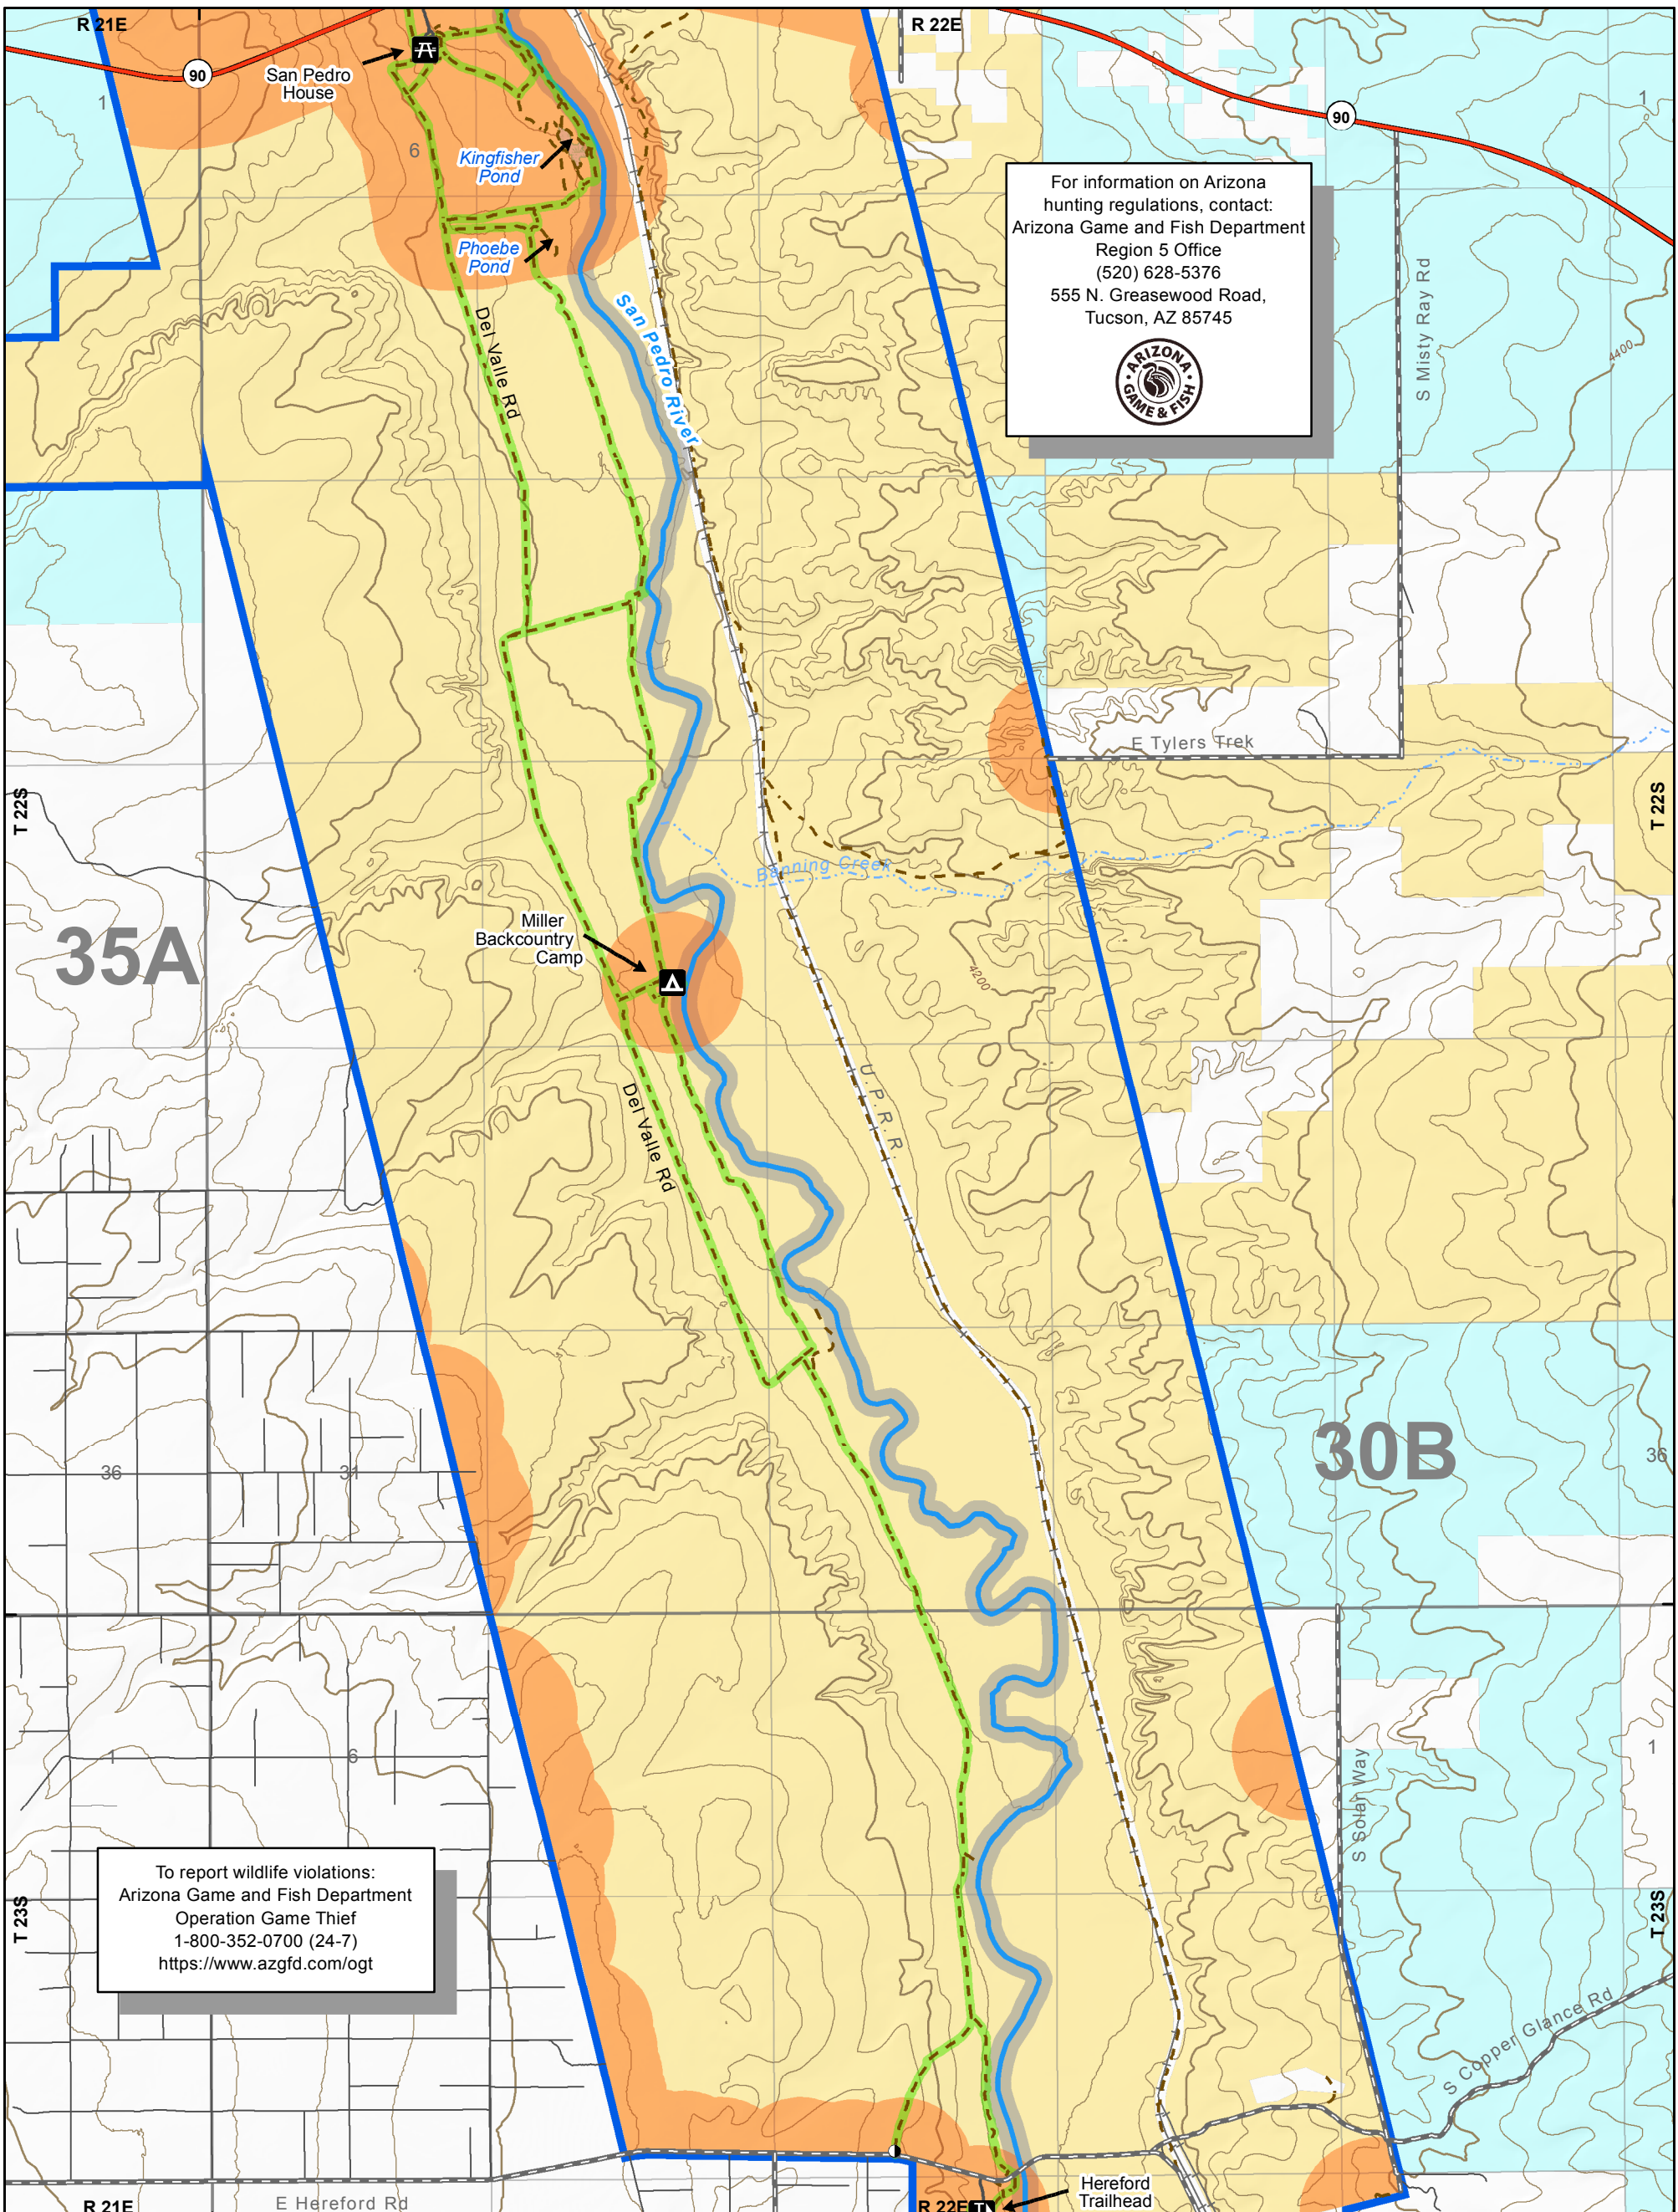 R 21E
R 22E
90
San Pedro
House
1
6
Kingfisher
Pond
Phoebe
Pond
90
1
For information on Arizona
hunting regulations, contact:
Arizona Game and Fish Department
Region 5 Office
(520) 628-5376
555 N. Greasewood Road,
Tucson, AZ 85745
ARIZONA
GAME & FISH
S Misty Ray Rd
4400
Del Valle Rd
San Pedro River
E Tylers Trek
T 22S
T 22S
Banning Creek
35A
Miller
Backcountry
Camp
4200
U.P.R.R.
Del Valle Rd
30B
36
31
36
1
6
1
S Solar Way
To report wildlife violations:
Arizona Game and Fish Department
Operation Game Thief
1-800-352-0700 (24-7)
https://www.azgfd.com/ogt
T 23S
T 23S
S Copper Glance Rd
Hereford
Trailhead
R 21E
E Hereford Rd
R 22E